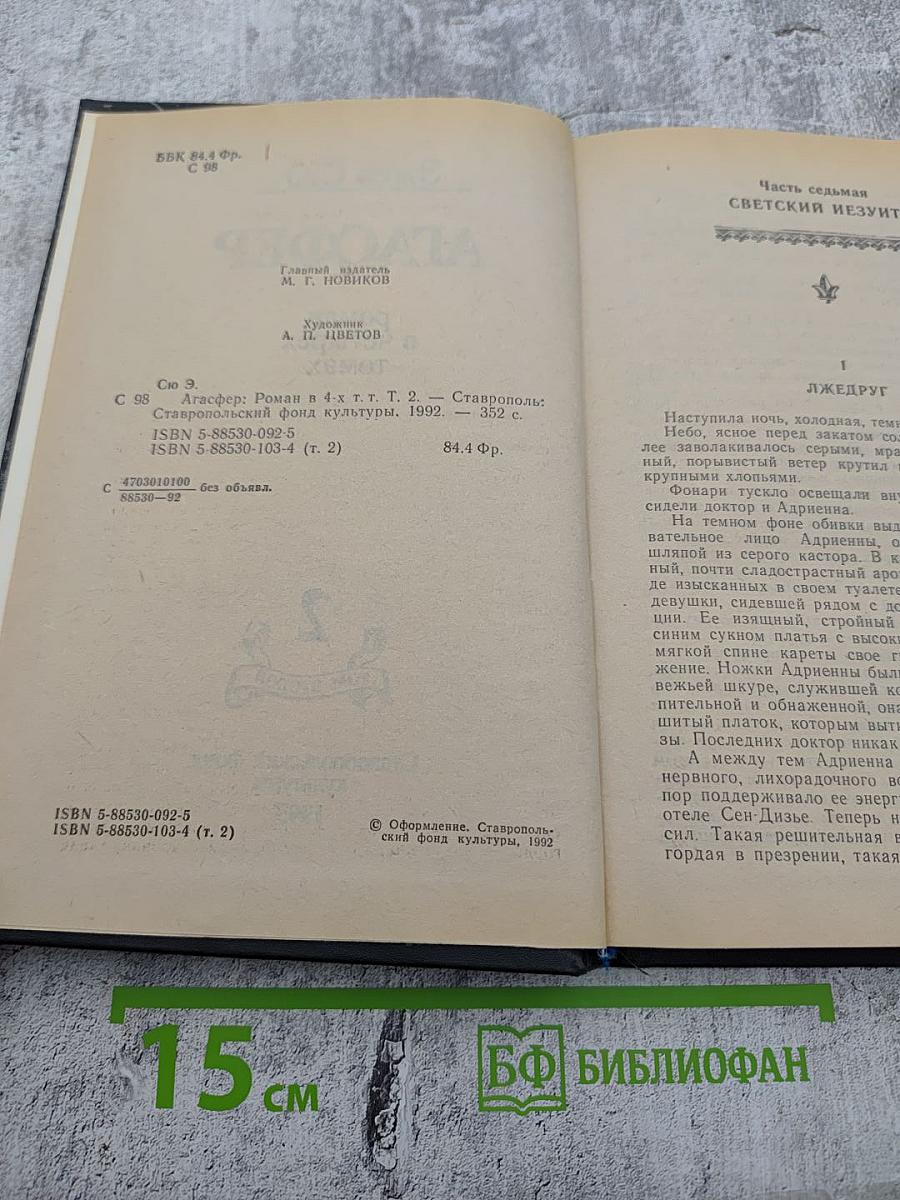 ББК 84.4 Фр.
С 98
Главный издатель
М. Г. НОВИКОВ
Художник
А. П. ЦВЕТОВ
Сю Э.
С 98 Агасфер: Роман в 4-х т. т. Т. 2. — Ставрополь:
Ставропольский фонд культуры, 1992. — 352 с.
ISBN 5-88530-092-5
ISBN 5-88530-103-4 (т. 2) 84.4 Фр.
С 4703010100
88530—92 без объявл.
ISBN 5-88530-092-5
ISBN 5-88530-103-4 (т. 2)
© Оформление. Ставрополь-
ский фонд культуры, 1992
Часть седьмая
СВЕТСКИЙ ИЕЗУИТ
I
ЛЖЕДРУГ
Наступила ночь, холодная, темн
Небо, ясное перед закатом сол
лее заволакивалось серыми, мра
ный, порывистый ветер крутил
крупными хлопьями.
Фонари тускло освещали вну
сидели доктор и Адриенна.
На темном фоне обивки выд
вательное лицо Адриенны, о
шляпой из серого кастора. В к
ный, почти сладострастный аро
де изысканных в своем туалете
девушки, сидевшей рядом с до
ции. Ее изящный, стройный
синим сукном платья с высоки
мягкой спине кареты свое г
жение. Ножки Адриенны был
вежьей шкуре, служившей ко
пительной и обнаженной, она
шитый платок, которым выти
зы. Последних доктор никак
А между тем Адриенна
нервного, лихорадочного во
пор поддерживало ее энерг
отеле Сен-Дизье. Теперь н
сил. Такая решительная в
гордая в презрении, такая
15 см
БФ БИБЛИОФАН